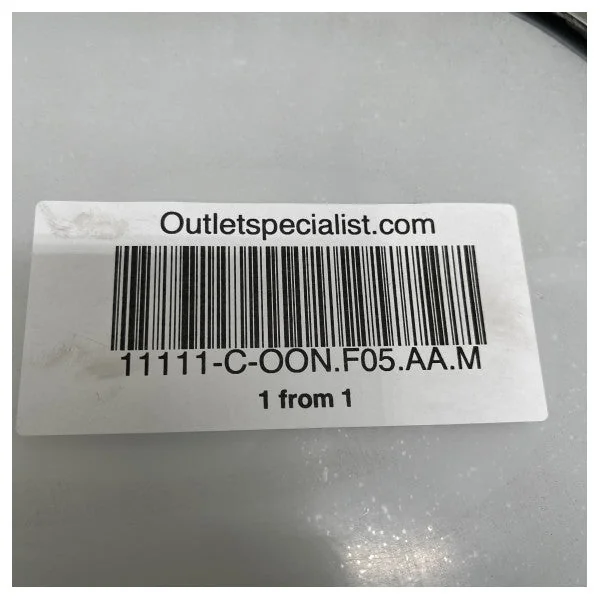 Outletspecialist.com
11111-C-OON.F05.AA.M
1 from 1